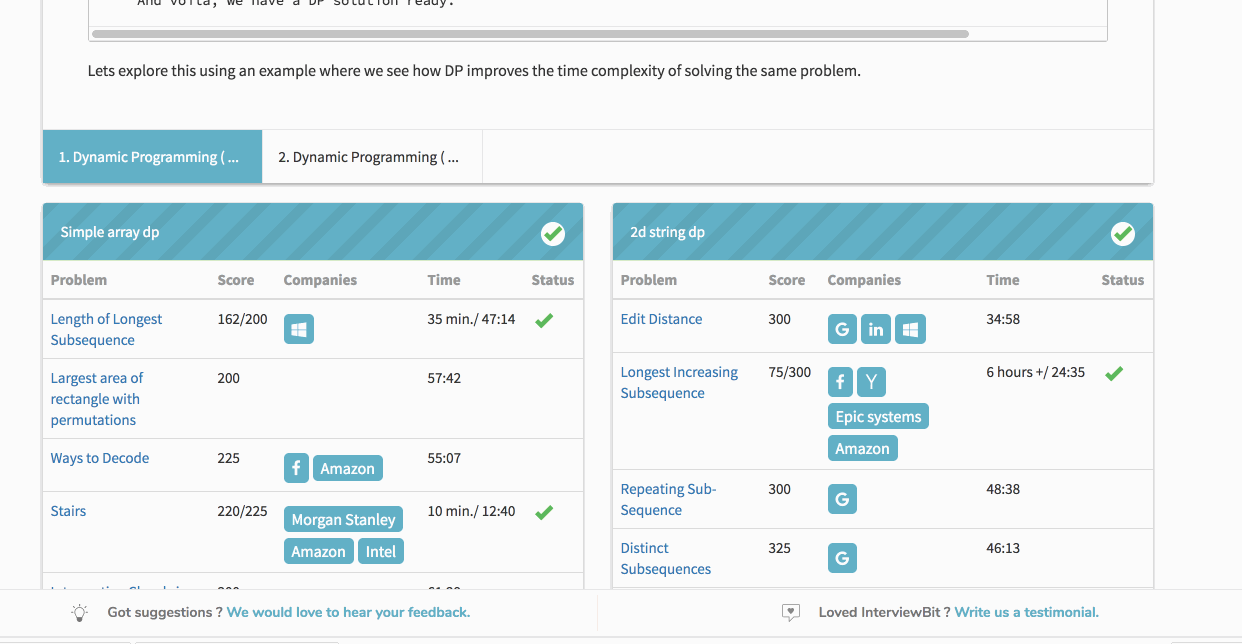 And voila, we have a DP solution ready.
Lets explore this using an example where we see how DP improves the time complexity of solving the same problem.
1. Dynamic Programming ( ...
2. Dynamic Programming ( ...
Simple array dp
Problem Score Companies Time Status
Length of Longest 162/200 35 min./ 47:14
Subsequence
Largest area of 200 57:42
rectangle with
permutations
Ways to Decode 225 f Amazon 55:07
Stairs 220/225 Morgan Stanley 10 min./ 12:40
Amazon Intel
2d string dp
Problem Score Companies Time Status
Edit Distance 300 G in 34:58
Longest Increasing 75/300 f Y 6 hours +/ 24:35
Subsequence
Epic systems
Amazon
Repeating Sub- 300 G 48:38
Sequence
Distinct 325 G 46:13
Subsequences
Got suggestions ? We would love to hear your feedback.
Loved InterviewBit ? Write us a testimonial.